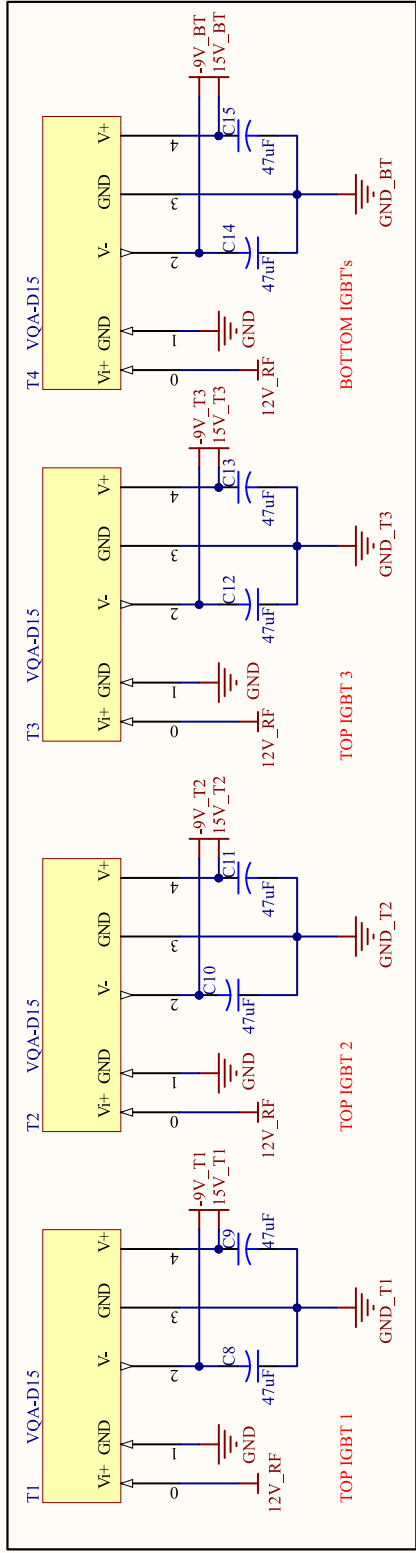 T1
VQA-D15
Vi+
GND
V-
GND
V+
0
1
2
3
4
-9V_T1
15V_T1
C8
47uF
C9
47uF
GND
12V_RF
GND_T1
TOP IGBT 1
T2
VQA-D15
Vi+
GND
V-
GND
V+
0
1
2
3
4
-9V_T2
15V_T2
C10
47uF
C11
47uF
GND
12V_RF
GND_T2
TOP IGBT 2
T3
VQA-D15
Vi+
GND
V-
GND
V+
0
1
2
3
4
-9V_T3
15V_T3
C12
47uF
C13
47uF
GND
12V_RF
GND_T3
TOP IGBT 3
T4
VQA-D15
Vi+
GND
V-
GND
V+
0
1
2
3
4
-9V_BT
15V_BT
C14
47uF
C15
47uF
GND
12V_RF
GND_BT
BOTTOM IGBT's